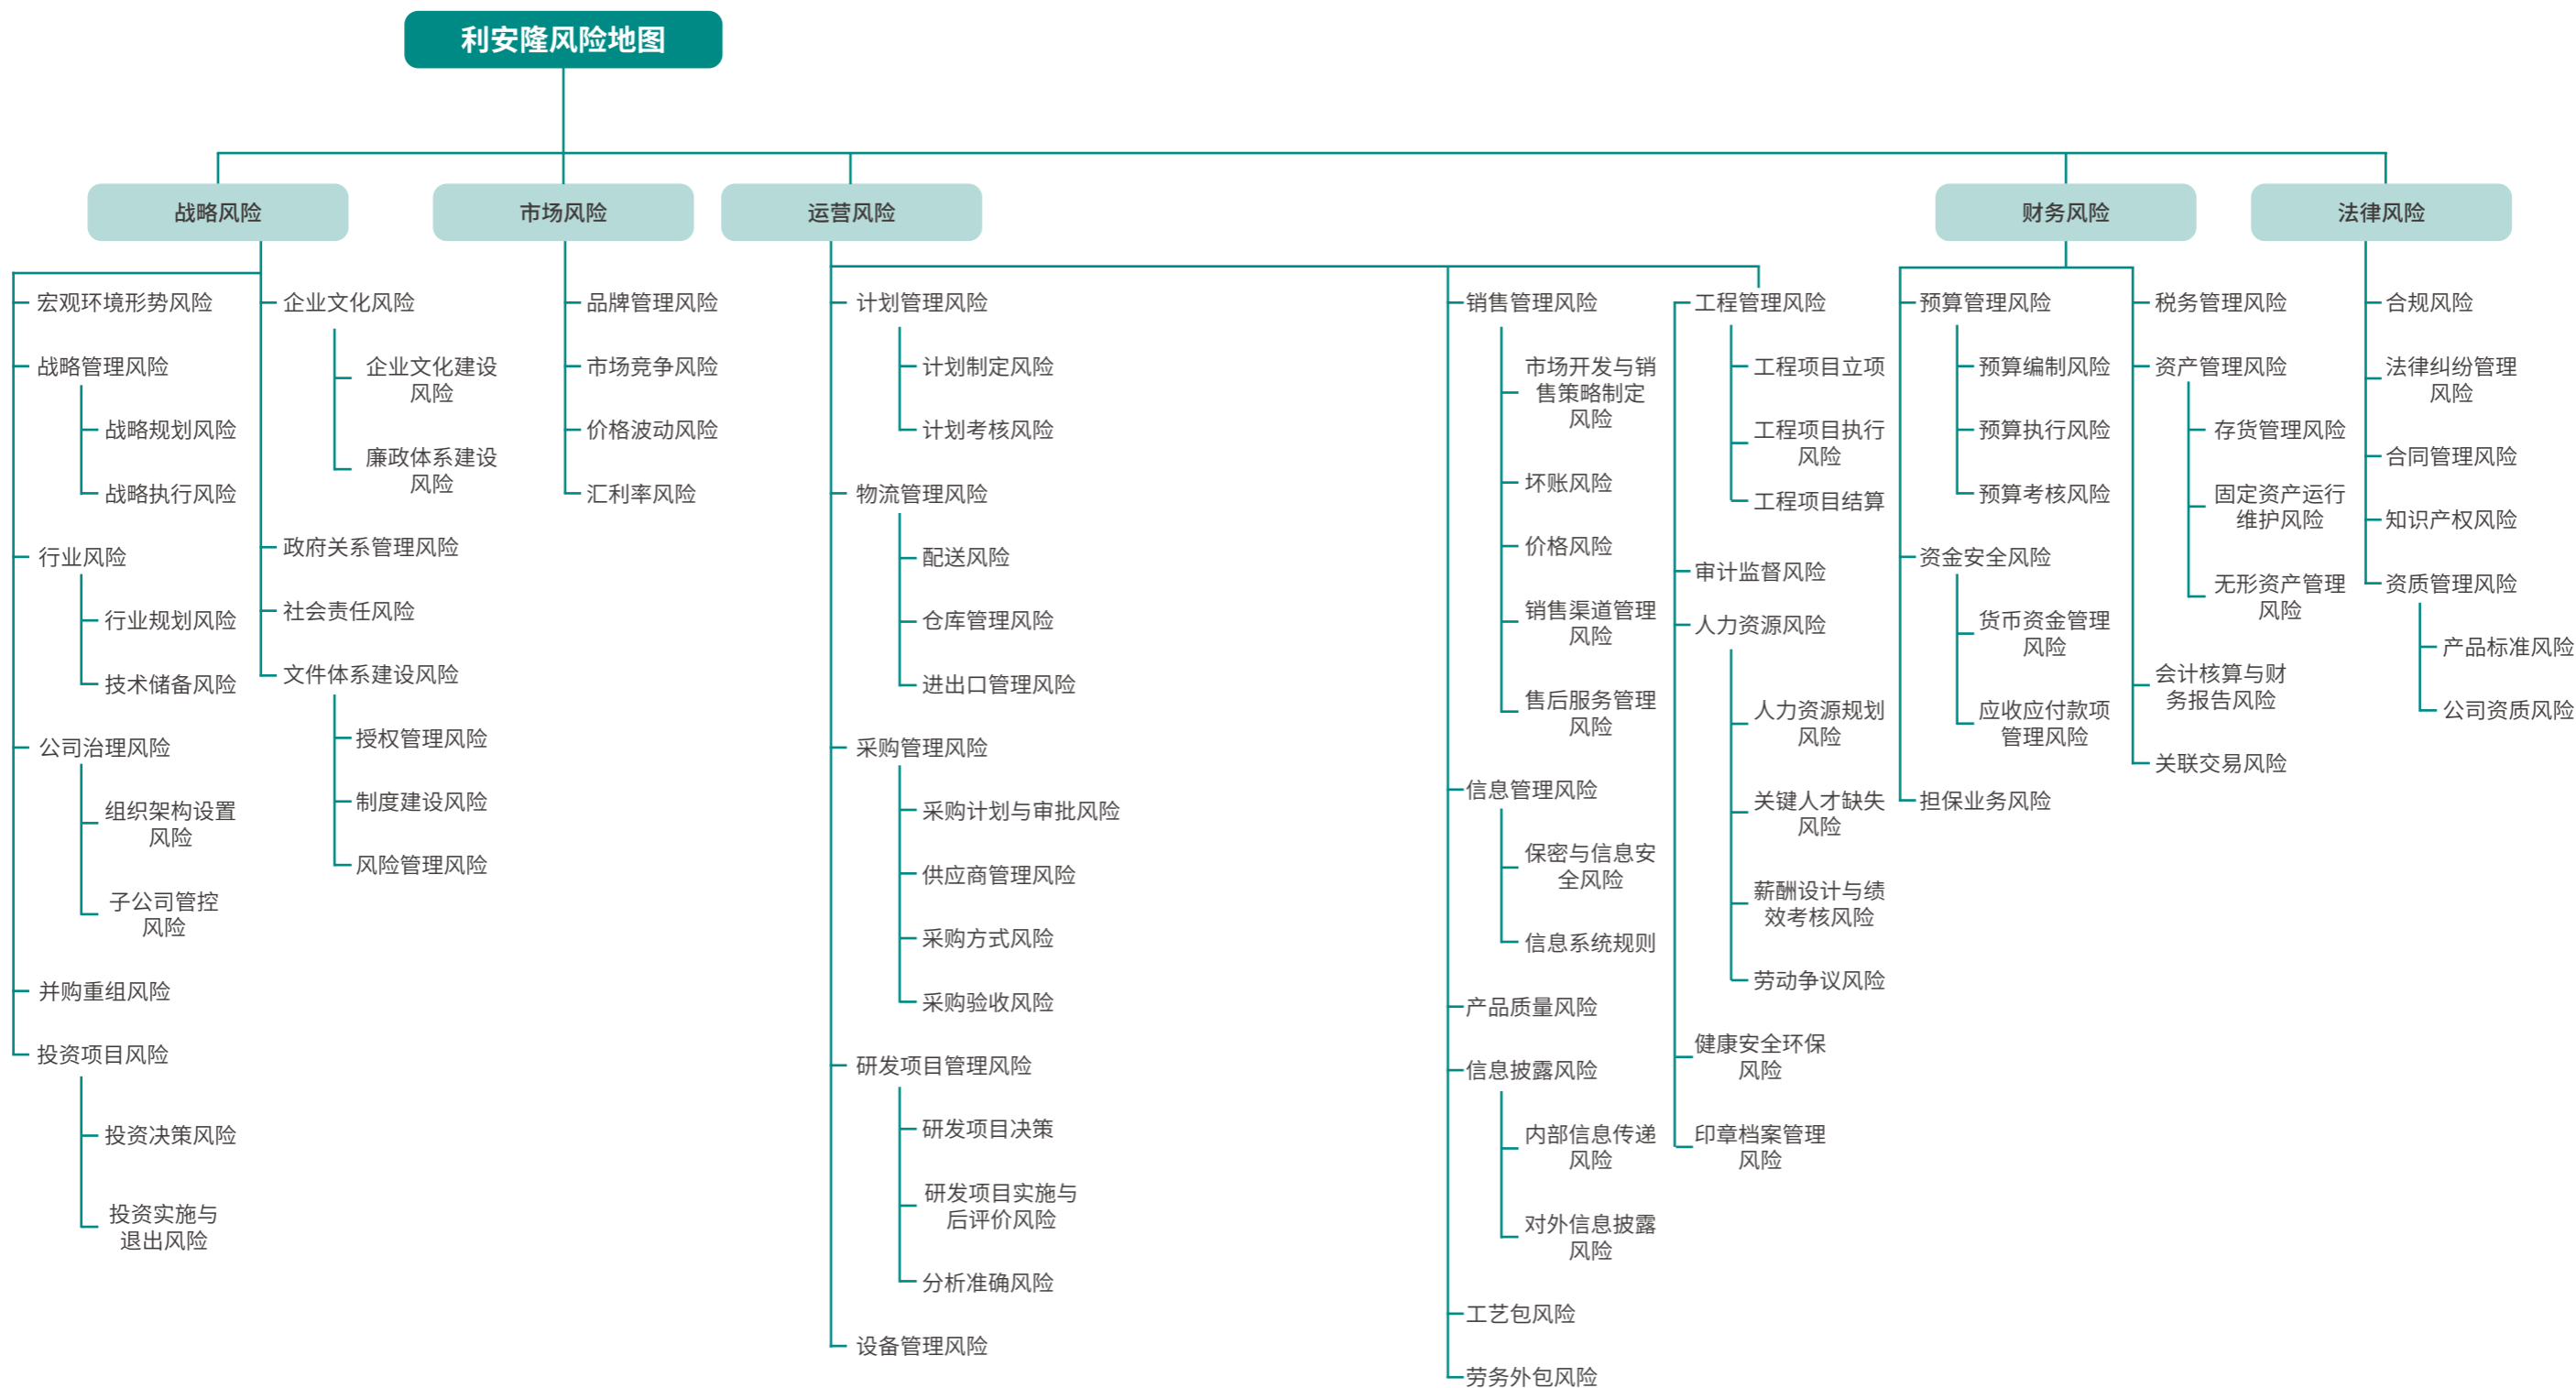 利安隆风险地图
战略风险
市场风险
运营风险
财务风险
法律风险
宏观环境形势风险
战略管理风险
战略规划风险
战略执行风险
行业风险
行业规划风险
技术储备风险
公司治理风险
组织架构设置
风险
子公司管控
风险
并购重组风险
投资项目风险
投资决策风险
投资实施与
退出风险
企业文化风险
企业文化建设
风险
廉政体系建设
风险
政府关系管理风险
社会责任风险
文件体系建设风险
授权管理风险
制度建设风险
风险管理风险
品牌管理风险
市场竞争风险
价格波动风险
汇利率风险
计划管理风险
计划制定风险
计划考核风险
物流管理风险
配送风险
仓库管理风险
进出口管理风险
采购管理风险
采购计划与审批风险
供应商管理风险
采购方式风险
采购验收风险
研发项目管理风险
研发项目决策
研发项目实施与
后评价风险
分析准确风险
设备管理风险
销售管理风险
市场开发与销
售策略制定
风险
坏账风险
价格风险
销售渠道管理
风险
售后服务管理
风险
信息管理风险
保密与信息安
全风险
信息系统规则
产品质量风险
信息披露风险
内部信息传递
风险
对外信息披露
风险
工艺包风险
劳务外包风险
工程管理风险
工程项目立项
工程项目执行
风险
工程项目结算
审计监督风险
人力资源风险
人力资源规划
风险
关键人才缺失
风险
薪酬设计与绩
效考核风险
劳动争议风险
健康安全环保
风险
印章档案管理
风险
预算管理风险
预算编制风险
预算执行风险
预算考核风险
资金安全风险
货币资金管理
风险
应收应付款项
管理风险
担保业务风险
税务管理风险
资产管理风险
存货管理风险
固定资产运行
维护风险
无形资产管理
风险
会计核算与财
务报告风险
关联交易风险
合规风险
法律纠纷管理
风险
合同管理风险
知识产权风险
资质管理风险
产品标准风险
公司资质风险